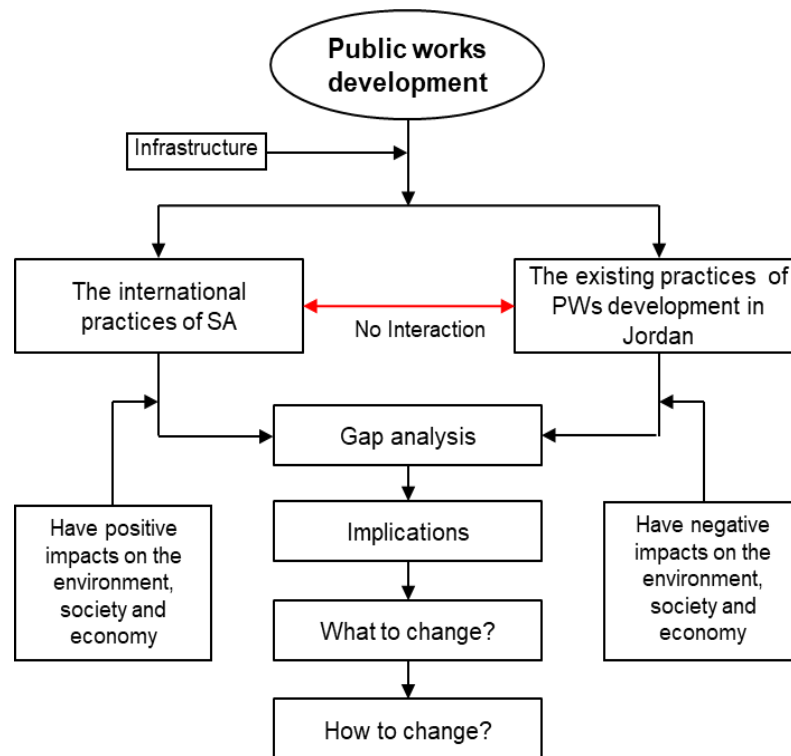 Public works
development
Infrastructure
The international
practices of SA
No Interaction
The existing practices of
PWs development in
Jordan
Gap analysis
Have positive
impacts on the
environment,
society and
economy
Implications
Have negative
impacts on the
environment,
society and
economy
What to change?
How to change?